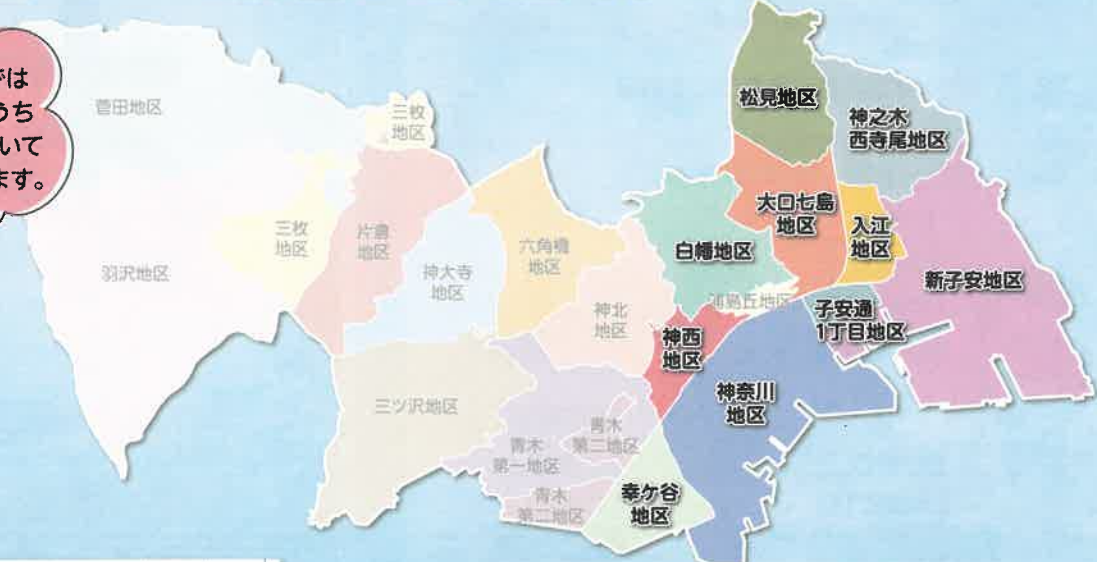 では
うち
いて
ます。
菅田地区
三枚
地区
松見地区
神之木
西寺尾地区
羽沢地区
三枚
地区
片倉
地区
神大寺
地区
六角橋
地区
白幡地区
大口七島
地区
入江
地区
新子安地区
神北
地区
浦島丘地区
子安通
1丁目地区
神西
地区
三ツ沢地区
神奈川
地区
青木
第一地区
青木
第二地区
青木
第二地区
幸ケ谷
地区